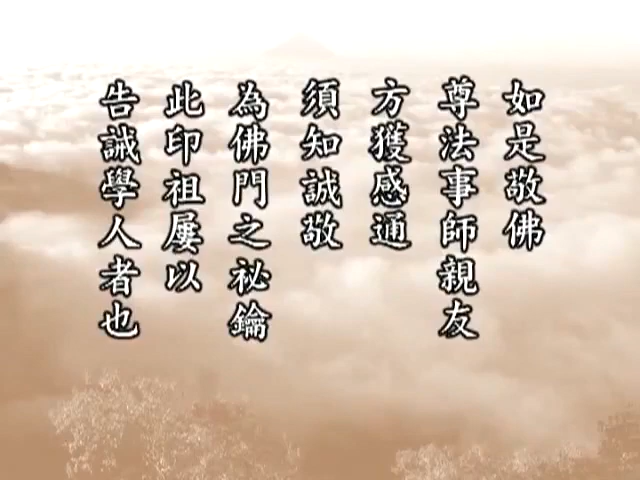 如是敬佛
尊法事師親友
方獲感通
須知誠敬
為佛門之祕鑰
此印祖屢以
告誡學人者也